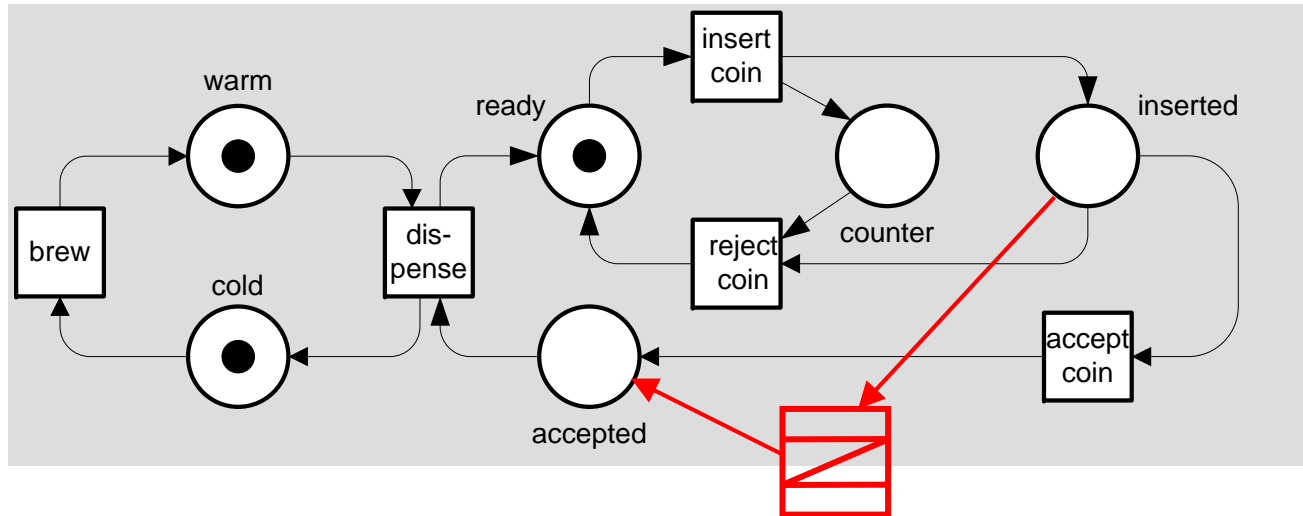 insert
coin
warm
ready
inserted
brew
dis-
pense
reject
coin
counter
cold
accept
coin
accepted